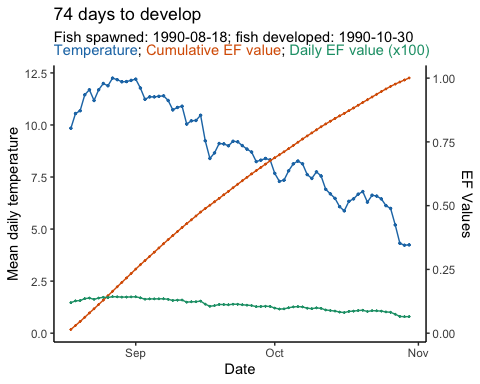 74 days to develop
Fish spawned: 1990-08-18; fish developed: 1990-10-30
Temperature; Cumulative EF value; Daily EF value (x100)
12.5
10.0
7.5
5.0
2.5
0.0
Mean daily temperature
1.00
0.75
0.50
0.25
0.00
EF Values
Sep
Oct
Nov
Date